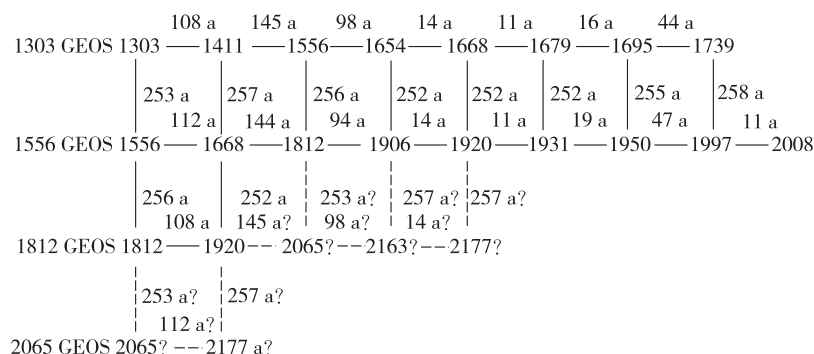 108 a 145 a 98 a 14 a 11 a 16 a 44 a
1303 GEOS 1303 1411 1556 1654 1668 1679 1695 1739
253 a 257 a 256 a 252 a 252 a 252 a 255 a 258 a
112 a 144 a 94 a 14 a 11 a 19 a 47 a 11 a
1556 GEOS 1556 1668 1812 1906 1920 1931 1950 1997 2008
256 a 252 a 253 a? 257 a? 257 a?
108 a 145 a? 98 a? 14 a?
1812 GEOS 1812 1920 2065? 2163? 2177?
253 a? 257 a?
112 a?
2065 GEOS 2065? 2177 a?